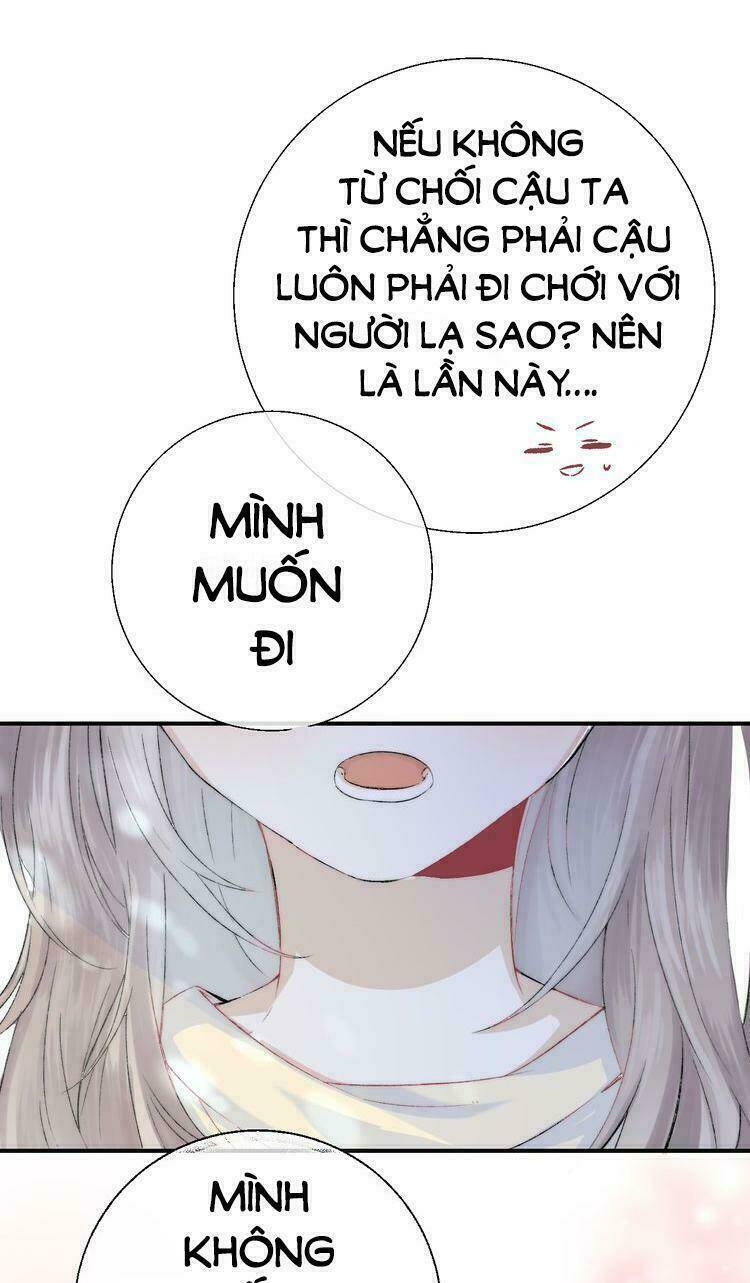 NẾU KHÔNG
TỪ CHỐI CẬU TA
THÌ CHẲNG PHẢI CẬU
LUÔN PHẢI ĐI CHƠI VỚI
NGƯỜI LẠ SAO? NÊN
LÀ LẦN NÀY....
MÌNH
MUỐN
ĐI
MÌNH
KHÔNG